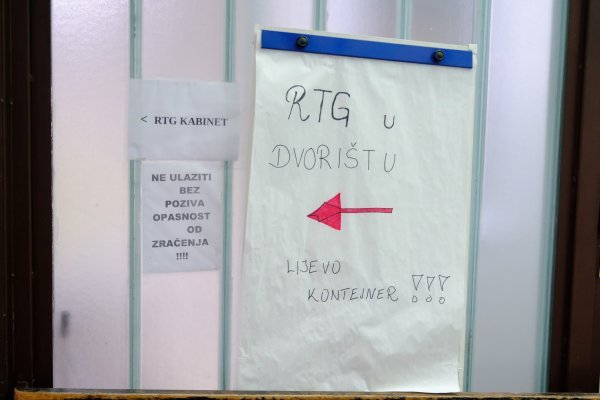 < RTG KABINET
NE ULAZITI
BEZ
POZIVA
OPASNOST
OD
ZRAČENJA
!!!!
RTG u
DVORIŠTU
LIJEVO
KONTEJNER !!!